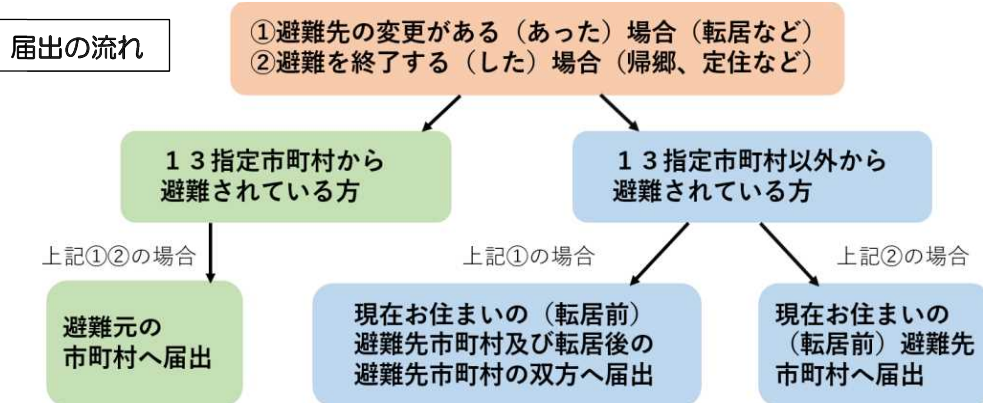 届出の流れ
①避難先の変更がある（あった）場合（転居など）
②避難を終了する（した）場合（帰郷、定住など）
１３指定市町村から
避難されている方
１３指定市町村以外から
避難されている方
上記①②の場合
上記①の場合
上記②の場合
避難元の
市町村へ届出
現在お住まいの（転居前）
避難先市町村及び転居後の
避難先市町村の双方へ届出
現在お住まいの
（転居前）避難先
市町村へ届出